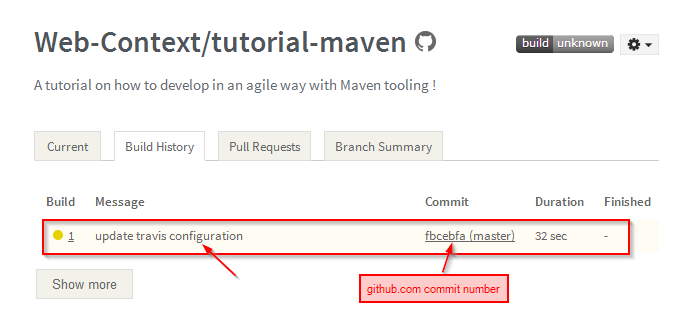 Web-Context/tutorial-maven
build unknown
A tutorial on how to develop in an agile way with Maven tooling !
Current Build History Pull Requests Branch Summary
Build Message Commit Duration Finished
1 update travis configuration fbcebfa (master) 32 sec -
Show more
github.com commit number